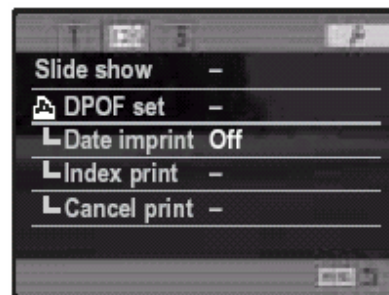 Slide show –
DPOF set –
Date imprint Off
Index print –
Cancel print –